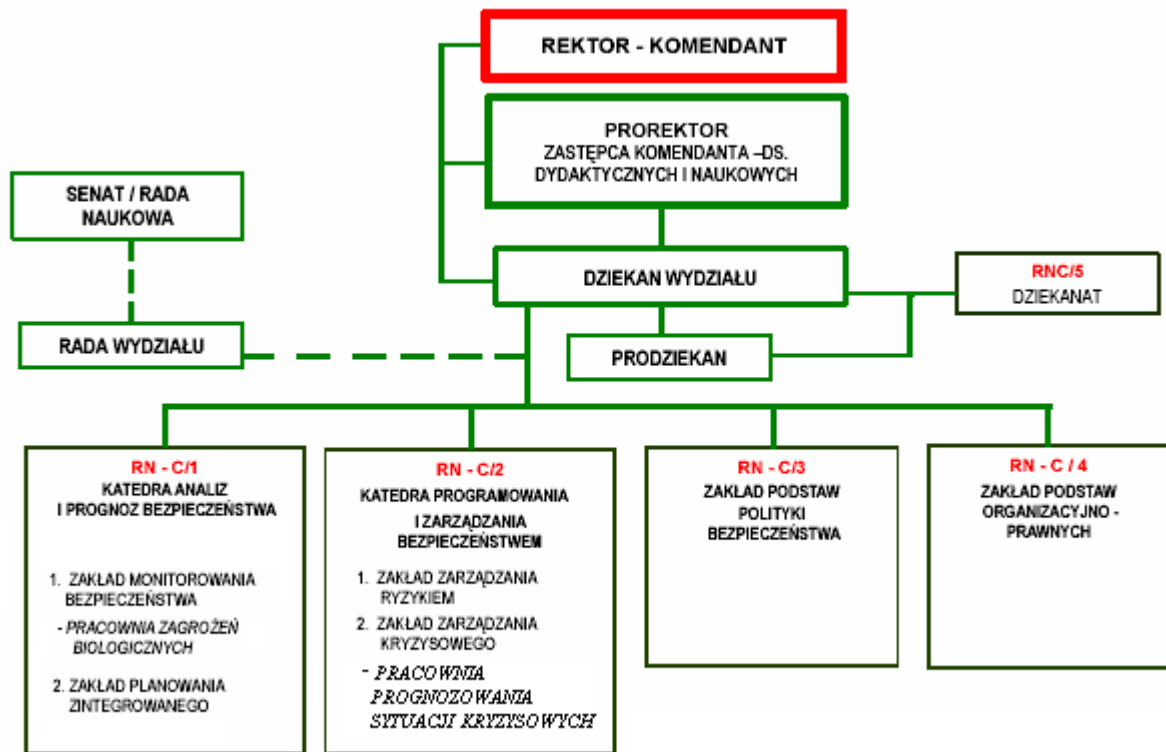 REKTOR - KOMENDANT
PROREKTOR
ZASTĘPCA KOMENDANTA –DS.
DYDAKTYCZNYCH I NAUKOWYCH
SENAT / RADA
NAUKOWA
DZIEKAN WYDZIAŁU
RNC/5
DZIEKANAT
RADA WYDZIAŁU
PRODZIEKAN
RN - C/1
KATEDRA ANALIZ
I PROGNOZ BEZPIECZEŃSTWA
1. ZAKŁAD MONITOROWANIA
BEZPIECZEŃSTWA
- PRACOWNIA ZAGROŻEŃ
BIOLOGICZNYCH
2. ZAKŁAD PLANOWANIA
ZINTEGROWANEGO
RN - C/2
KATEDRA PROGRAMOWANIA
I ZARZĄDZANIA
BEZPIECZEŃSTWEM
1. ZAKŁAD ZARZĄDZANIA
RYZYKIEM
2. ZAKŁAD ZARZĄDZANIA
KRYZYSOWEGO
- PRACOWNIA
PROGNOZOWANIA
SYTUACJI KRYZYSOWYCH
RN - C/3
ZAKŁAD PODSTAW
POLITYKI
BEZPIECZEŃSTWA
RN - C / 4
ZAKŁAD PODSTAW
ORGANIZACYJNO -
PRAWNYCH